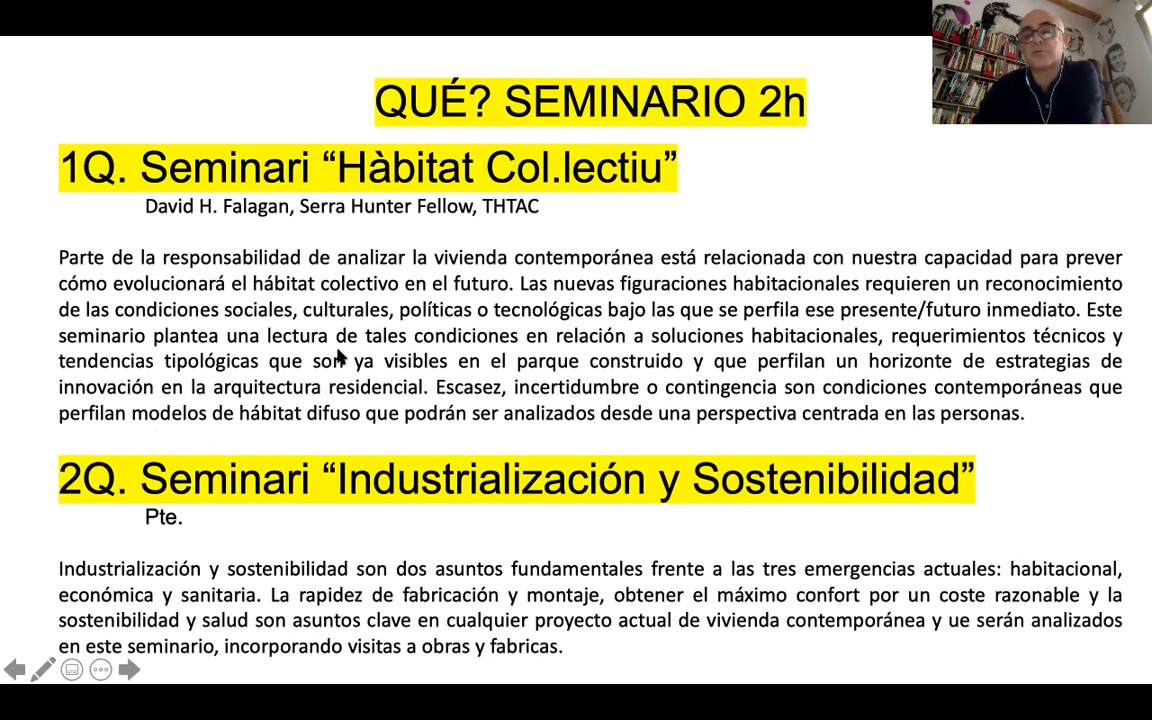 QUÉ? SEMINARIO 2h
1Q. Seminari “Hàbitat Col.lectiu”
David H. Falagan, Serra Hunter Fellow, THTAC
Parte de la responsabilidad de analizar la vivienda contemporánea está relacionada con nuestra capacidad para prever
cómo evolucionará el hábitat colectivo en el futuro. Las nuevas figuraciones habitacionales requieren un reconocimiento
de las condiciones sociales, culturales, políticas o tecnológicas bajo las que se perfila ese presente/futuro inmediato. Este
seminario plantea una lectura de tales condiciones en relación a soluciones habitacionales, requerimientos técnicos y
tendencias tipológicas que son ya visibles en el parque construido y que perfilan un horizonte de estrategias de
innovación en la arquitectura residencial. Escasez, incertidumbre o contingencia son condiciones contemporáneas que
perfilan modelos de hábitat difuso que podrán ser analizados desde una perspectiva centrada en las personas.
2Q. Seminari “Industrialización y Sostenibilidad”
Pte.
Industrialización y sostenibilidad son dos asuntos fundamentales frente a las tres emergencias actuales: habitacional,
económica y sanitaria. La rapidez de fabricación y montaje, obtener el máximo confort por un coste razonable y la
sostenibilidad y salud son asuntos clave en cualquier proyecto actual de vivienda contemporánea y ue serán analizados
en este seminario, incorporando visitas a obras y fabricas.